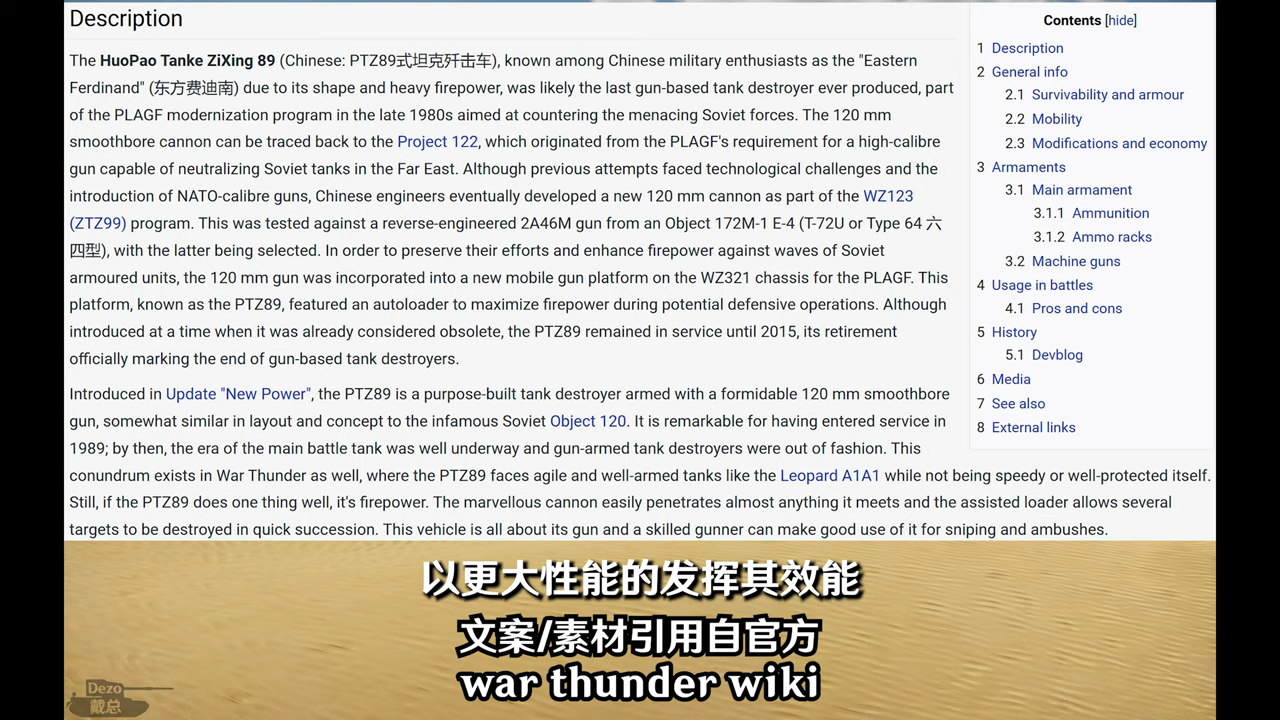 Description
The HuoPao Tanke ZiXing 89 (Chinese: PTZ89式坦克歼击车), known among Chinese military enthusiasts as the "Eastern
Ferdinand" (东方费迪南) due to its shape and heavy firepower, was likely the last gun-based tank destroyer ever produced, part
of the PLAGF modernization program in the late 1980s aimed at countering the menacing Soviet forces. The 120 mm
smoothbore cannon can be traced back to the Project 122, which originated from the PLAGF's requirement for a high-calibre
gun capable of neutralizing Soviet tanks in the Far East. Although previous attempts faced technological challenges and the
introduction of NATO-calibre guns, Chinese engineers eventually developed a new 120 mm cannon as part of the WZ123
(ZTZ99) program. This was tested against a reverse-engineered 2A46M gun from an Object 172M-1 E-4 (T-72U or Type 64 六
四型), with the latter being selected. In order to preserve their efforts and enhance firepower against waves of Soviet
armoured units, the 120 mm gun was incorporated into a new mobile gun platform on the WZ321 chassis for the PLAGF. This
platform, known as the PTZ89, featured an autoloader to maximize firepower during potential defensive operations. Although
introduced at a time when it was already considered obsolete, the PTZ89 remained in service until 2015, its retirement
officially marking the end of gun-based tank destroyers.
Introduced in Update "New Power", the PTZ89 is a purpose-built tank destroyer armed with a formidable 120 mm smoothbore
gun, somewhat similar in layout and concept to the infamous Soviet Object 120. It is remarkable for having entered service in
1989; by then, the era of the main battle tank was well underway and gun-armed tank destroyers were out of fashion. This
conundrum exists in War Thunder as well, where the PTZ89 faces agile and well-armed tanks like the Leopard A1A1 while not being speedy or well-protected itself.
Still, if the PTZ89 does one thing well, it's firepower. The marvellous cannon easily penetrates almost anything it meets and the assisted loader allows several
targets to be destroyed in quick succession. This vehicle is all about its gun and a skilled gunner can make good use of it for sniping and ambushes.
Contents [hide]
1 Description
2 General info
2.1 Survivability and armour
2.2 Mobility
2.3 Modifications and economy
3 Armaments
3.1 Main armament
3.1.1 Ammunition
3.1.2 Ammo racks
3.2 Machine guns
4 Usage in battles
4.1 Pros and cons
5 History
5.1 Devblog
6 Media
7 See also
8 External links
以更大性能的发挥其效能
文案/素材引用自官方
war thunder wiki
Dezo
戴总